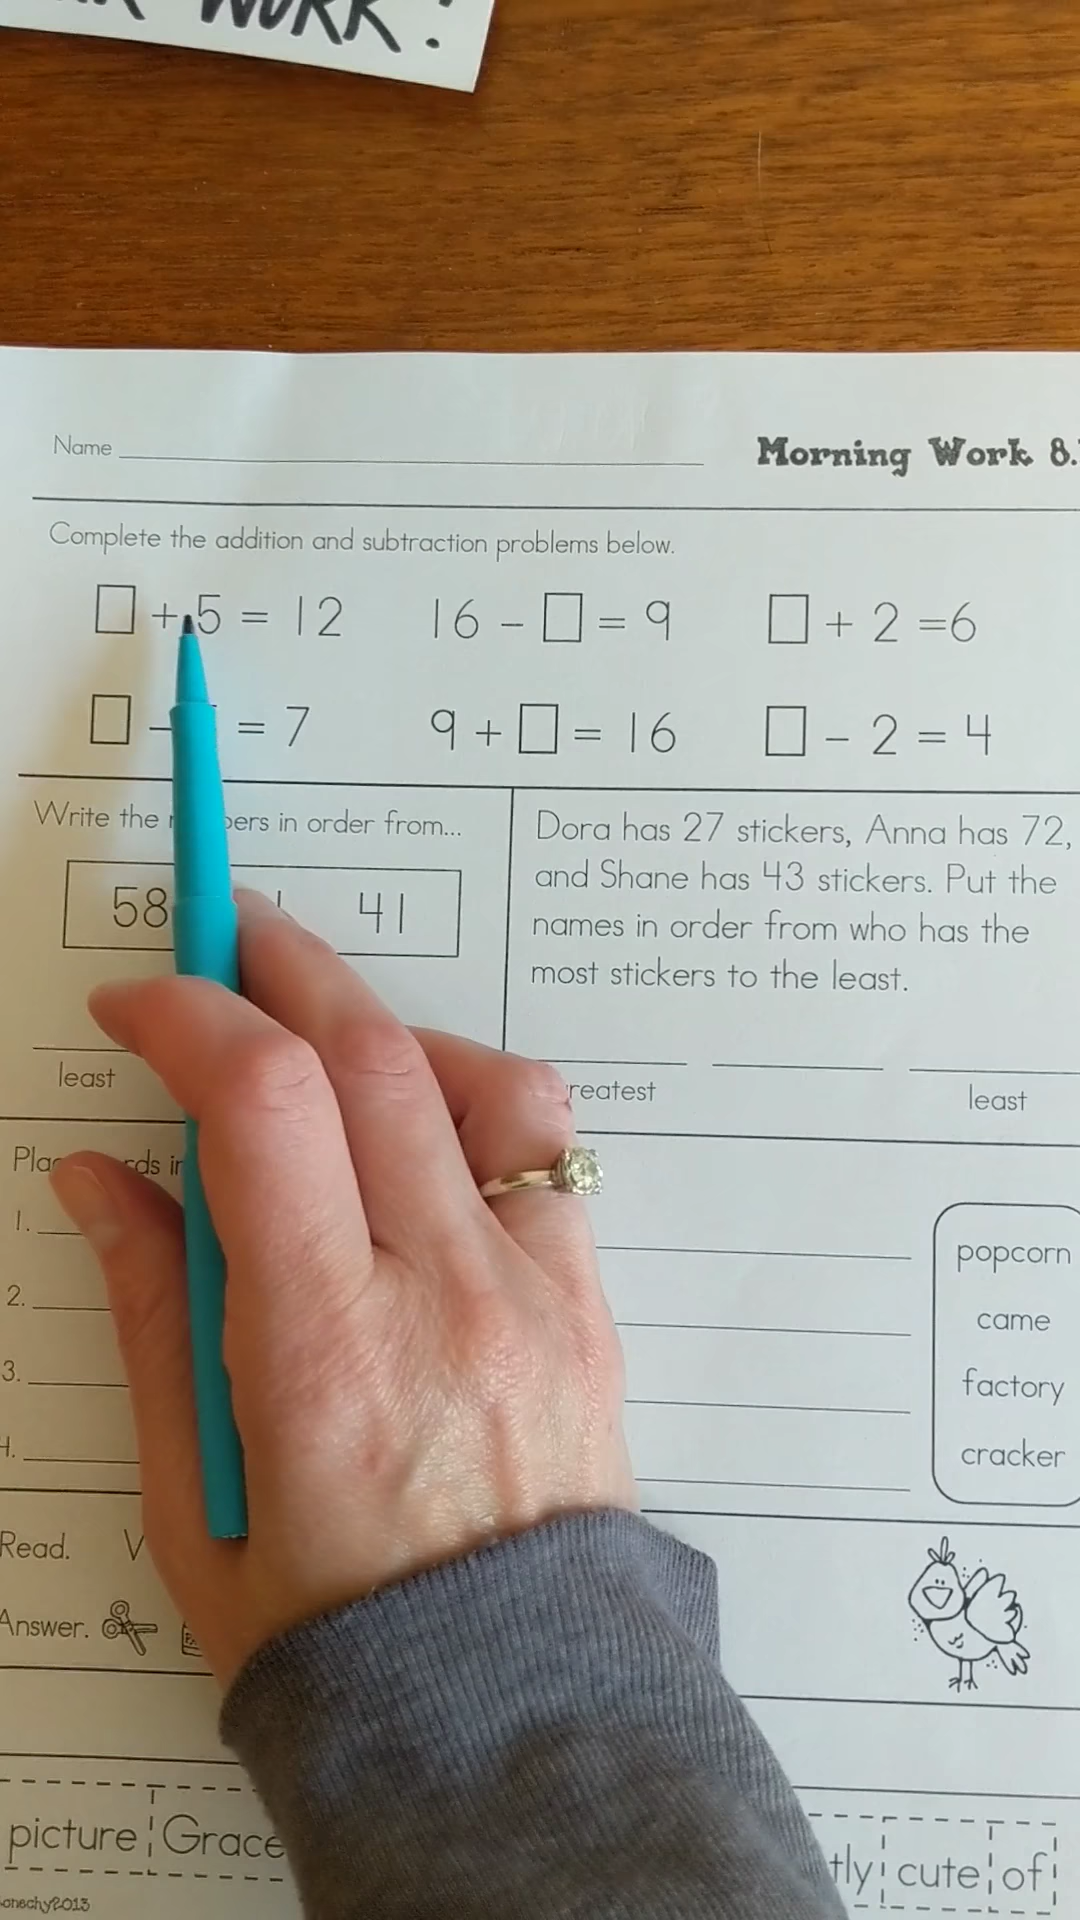 WORK!
Name
Morning Work 8.
Complete the addition and subtraction problems below.
□ + 5 = 12 16 - □ = 9 □ + 2 =6
□ - = 7 9 + □ = 16 □ - 2 = 4
Write the in order from...
58 41
least
Dora has 27 stickers, Anna has 72,
and Shane has 43 stickers. Put the
names in order from who has the
most stickers to the least.
least
1.
2.
3.
4.
popcorn
came
factory
cracker
Read.
Answer.
picture Grace cute of